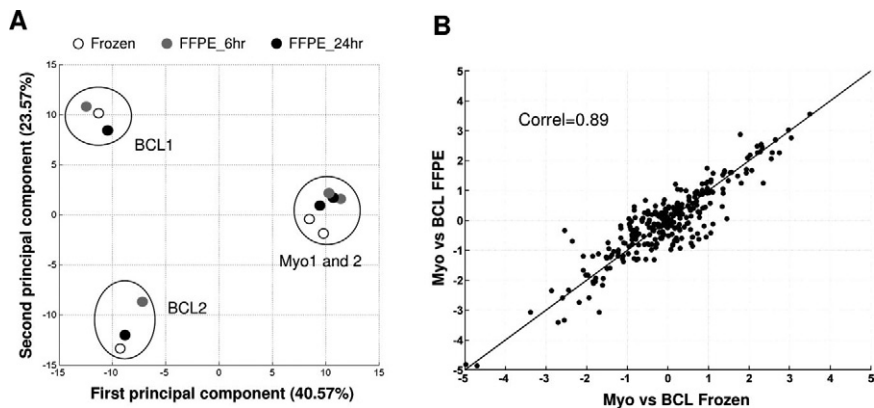 A
Frozen FFPE_6hr FFPE_24hr
Second principal component (23.57%)
15
10
5
0
-5
-10
-15
BCL1
Myo1 and 2
BCL2
-15 -10 -5 0 5 10 15
First principal component (40.57%)
B
Myo vs BCL FFPE
5
4
3
2
1
0
-1
-2
-3
-4
-5
Correl=0.89
-5 -4 -3 -2 -1 0 1 2 3 4 5
Myo vs BCL Frozen